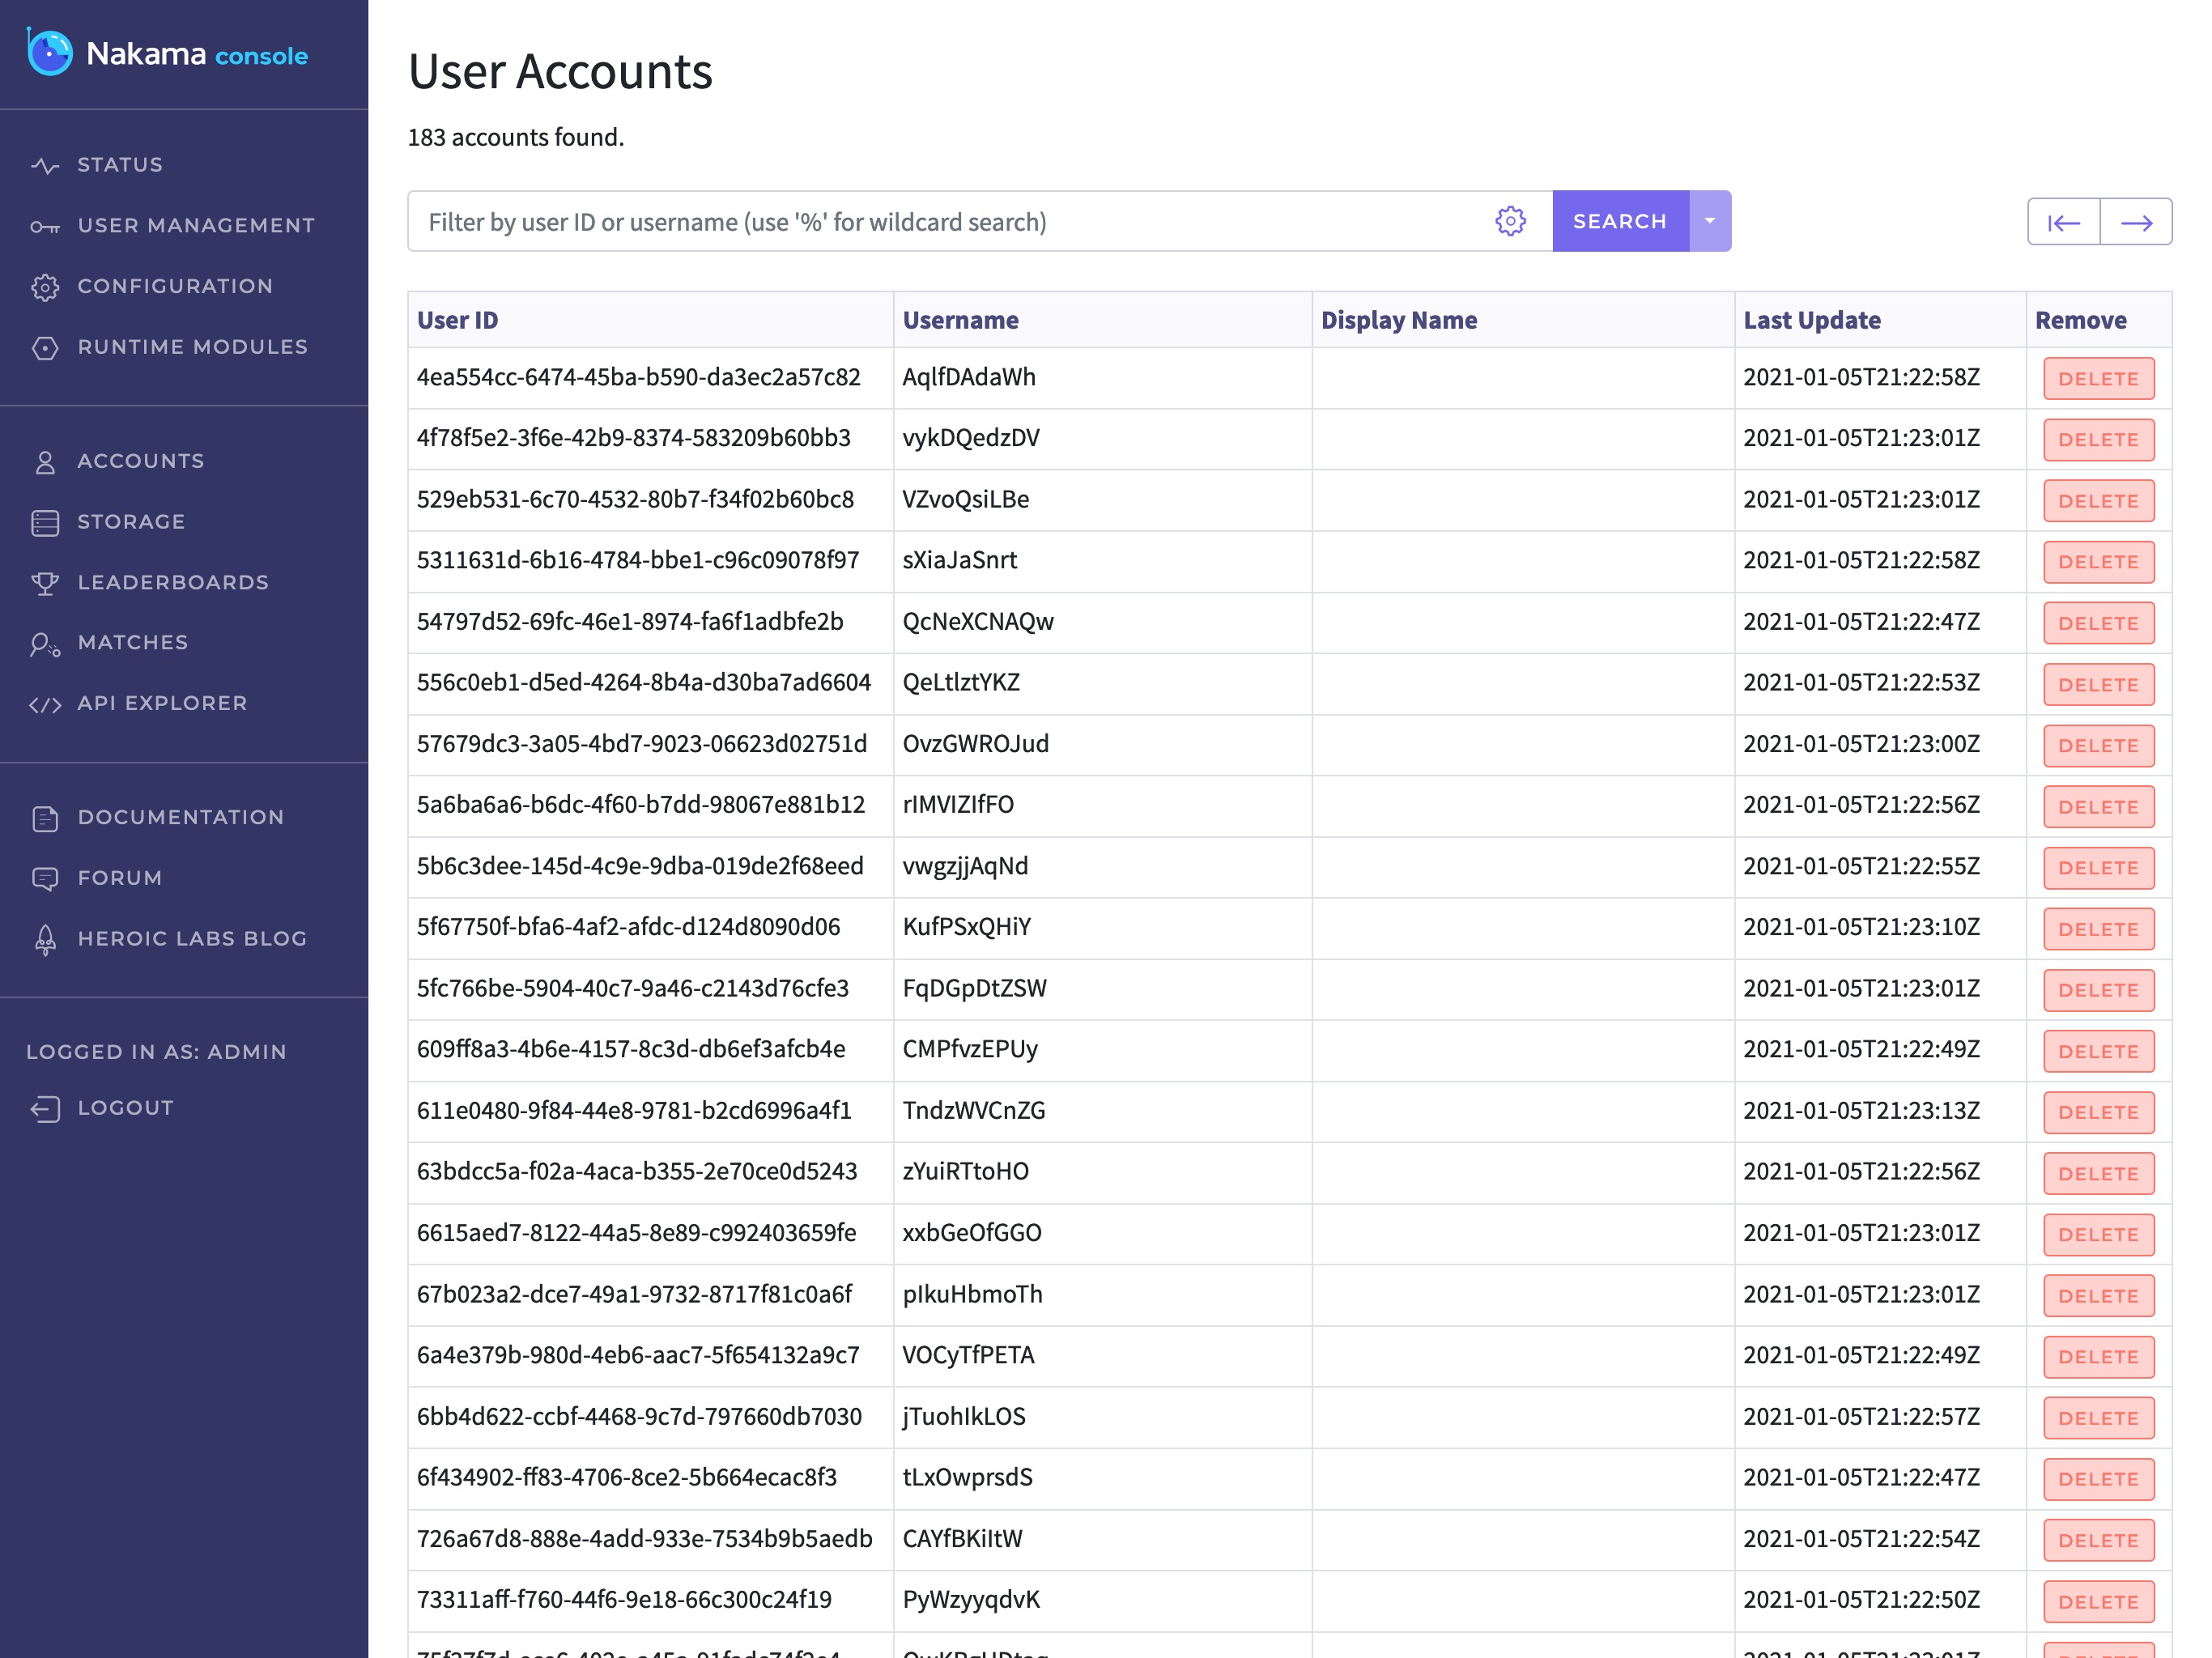 Nakama console
STATUS
USER MANAGEMENT
CONFIGURATION
RUNTIME MODULES
ACCOUNTS
STORAGE
LEADERBOARDS
MATCHES
API EXPLORER
DOCUMENTATION
FORUM
HEROIC LABS BLOG
LOGGED IN AS: ADMIN
LOGOUT
User Accounts
183 accounts found.
Filter by user ID or username (use '%' for wildcard search) SEARCH
User ID Username Display Name Last Update Remove
4ea554cc-6474-45ba-b590-da3ec2a57c82 AqlfDAdaWh 2021-01-05T21:22:58Z DELETE
4f78f5e2-3f6e-42b9-8374-583209b60bb3 vykDQedzDV 2021-01-05T21:23:01Z DELETE
529eb531-6c70-4532-80b7-f34f02b60bc8 VZvoQsiLBe 2021-01-05T21:23:01Z DELETE
5311631d-6b16-4784-bbe1-c96c09078f97 sXiaJaSnrt 2021-01-05T21:22:58Z DELETE
54797d52-69fc-46e1-8974-fa6f1adbfe2b QcNeXCNAQw 2021-01-05T21:22:47Z DELETE
556c0eb1-d5ed-4264-8b4a-d30ba7ad6604 QeLtlztYKZ 2021-01-05T21:22:53Z DELETE
57679dc3-3a05-4bd7-9023-06623d02751d OvzGWROJud 2021-01-05T21:23:00Z DELETE
5a6ba6a6-b6dc-4f60-b7dd-98067e881b12 rIMVIZIfFO 2021-01-05T21:22:56Z DELETE
5b6c3dee-145d-4c9e-9dba-019de2f68eed vwgzjjAqNd 2021-01-05T21:22:55Z DELETE
5f67750f-bfa6-4af2-afdc-d124d8090d06 KufPSxQHiY 2021-01-05T21:23:10Z DELETE
5fc766be-5904-40c7-9a46-c2143d76cfe3 FqDGpDtZSW 2021-01-05T21:23:01Z DELETE
609ff8a3-4b6e-4157-8c3d-db6ef3afcb4e CMPfvzEPUy 2021-01-05T21:22:49Z DELETE
611e0480-9f84-44e8-9781-b2cd6996a4f1 TndzWVCnZG 2021-01-05T21:23:13Z DELETE
63bdcc5a-f02a-4aca-b355-2e70ce0d5243 zYuiRTtoHO 2021-01-05T21:22:56Z DELETE
6615aed7-8122-44a5-8e89-c992403659fe xxbGeOfGGO 2021-01-05T21:23:01Z DELETE
67b023a2-dce7-49a1-9732-8717f81c0a6f pIkuHbmoTh 2021-01-05T21:23:01Z DELETE
6a4e379b-980d-4eb6-aac7-5f654132a9c7 VOCyTfPETA 2021-01-05T21:22:49Z DELETE
6bb4d622-ccbf-4468-9c7d-797660db7030 jTuohIkLOS 2021-01-05T21:22:57Z DELETE
6f434902-ff83-4706-8ce2-5b664ecac8f3 tLxOwprsdS 2021-01-05T21:22:47Z DELETE
726a67d8-888e-4add-933e-7534b9b5aedb CAYfBKiItW 2021-01-05T21:22:54Z DELETE
73311aff-f760-44f6-9e18-66c300c24f19 PyWzyyqdvK 2021-01-05T21:22:50Z DELETE